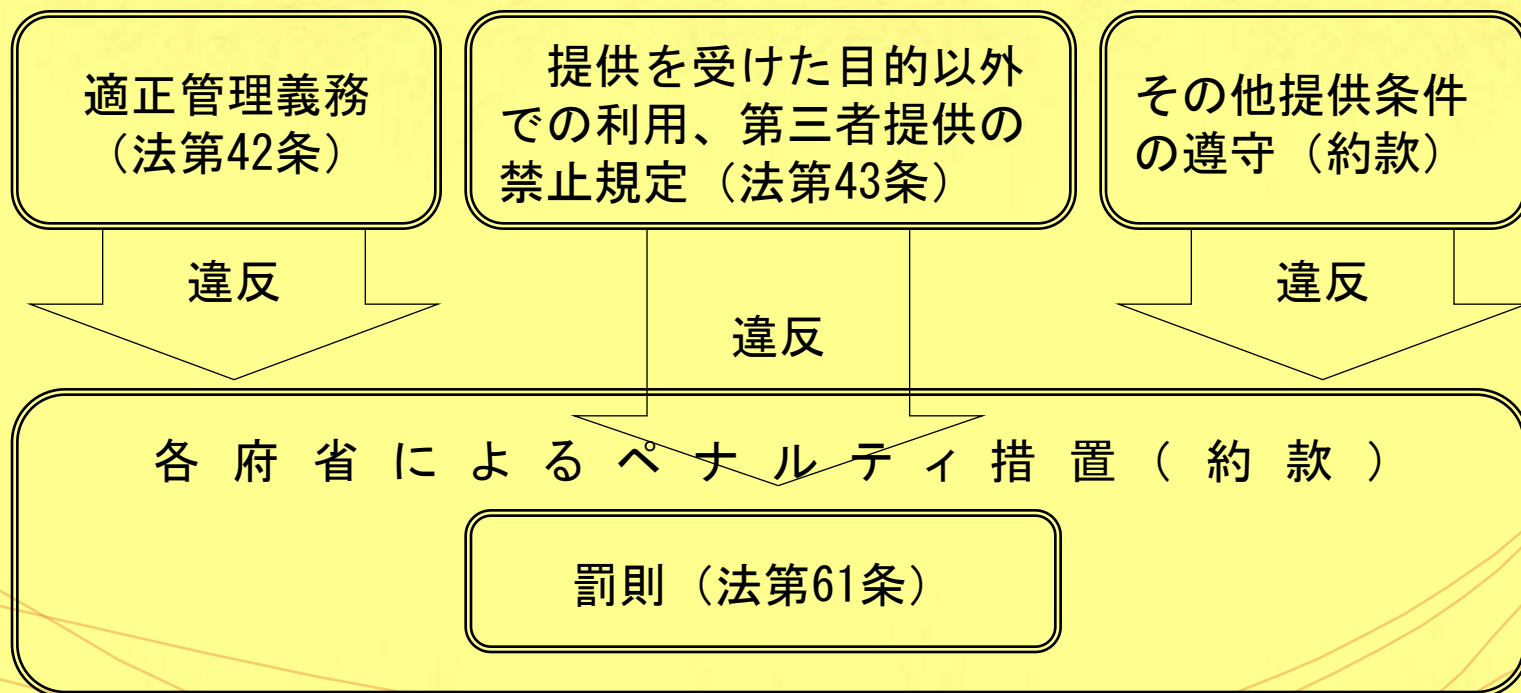 適正管理義務
（法第42条）
　提供を受けた目的以外
での利用、第三者提供の
禁止規定（法第43条）
その他提供条件
の遵守（約款）
違反
違反
違反
各府省によるペナルティ措置（約款）
罰則（法第61条）